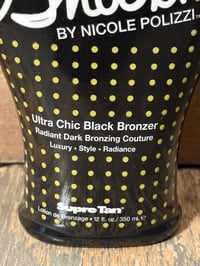 BY NICOLE POLIZZI™
Ultra Chic Black Bronzer
Radiant Dark Bronzing Couture
Luxury • Style • Radiance
Supre Tan®
Lotion de Bronzage • 12 fl. oz / 350 mL ℮